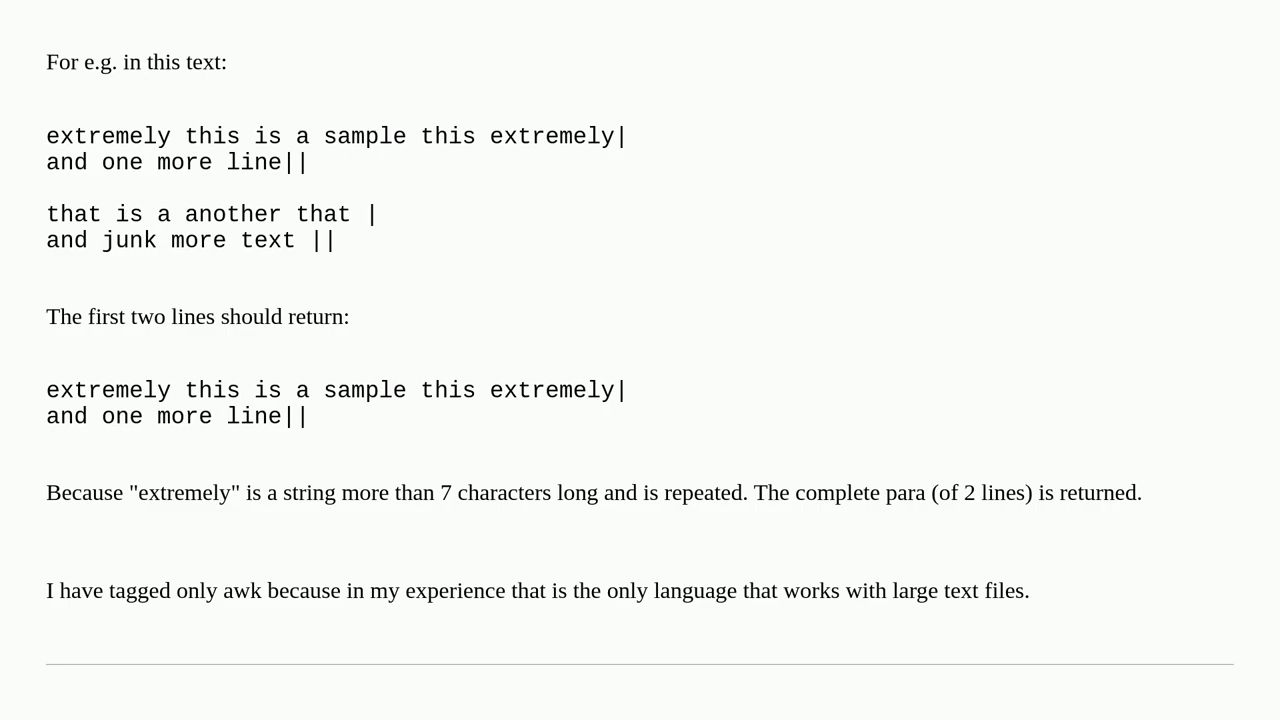 For e.g. in this text:
extremely this is a sample this extremely|
and one more line||
that is a another that |
and junk more text ||
The first two lines should return:
extremely this is a sample this extremely|
and one more line||
Because "extremely" is a string more than 7 characters long and is repeated. The complete para (of 2 lines) is returned.
I have tagged only awk because in my experience that is the only language that works with large text files.